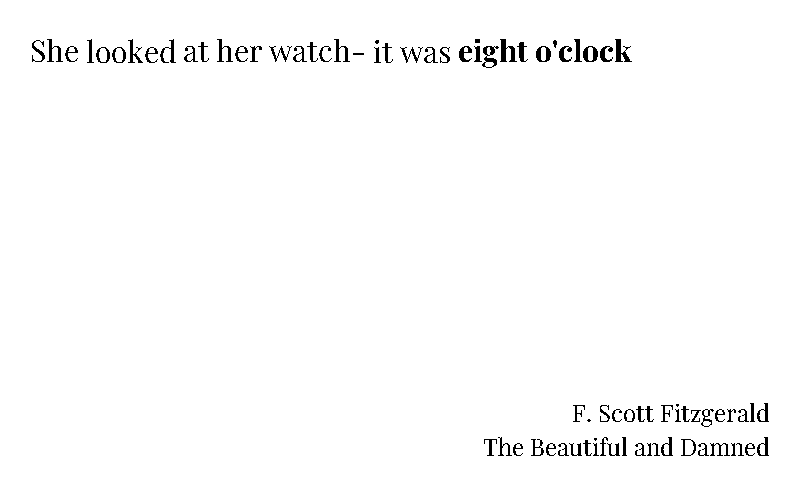 She looked at her watch- it was eight o'clock
F. Scott Fitzgerald
The Beautiful and Damned